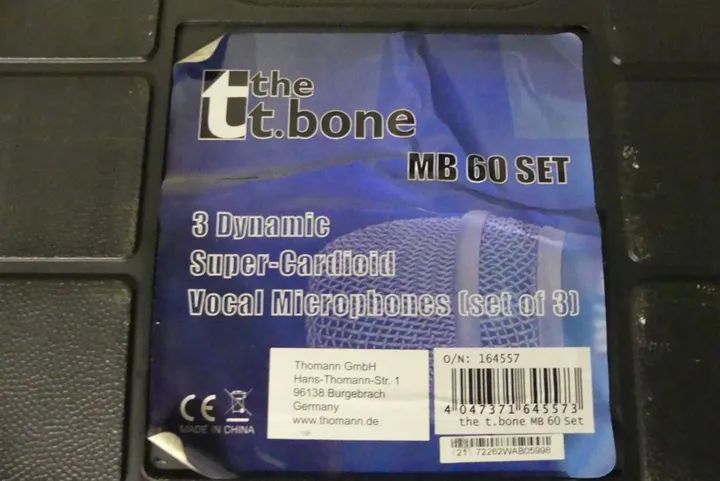 the
t.bone
MB 60 SET
3 Dynamic
Super-Cardioid
Vocal Microphones (set of 3)
Thomann GmbH
Hans-Thomann-Str. 1
96138 Burgebrach
Germany
www.thomann.de
O/N: 164557
4 047371 645573
the t.bone MB 60 Set
(21) 72262WAB05998
CE
MADE IN CHINA